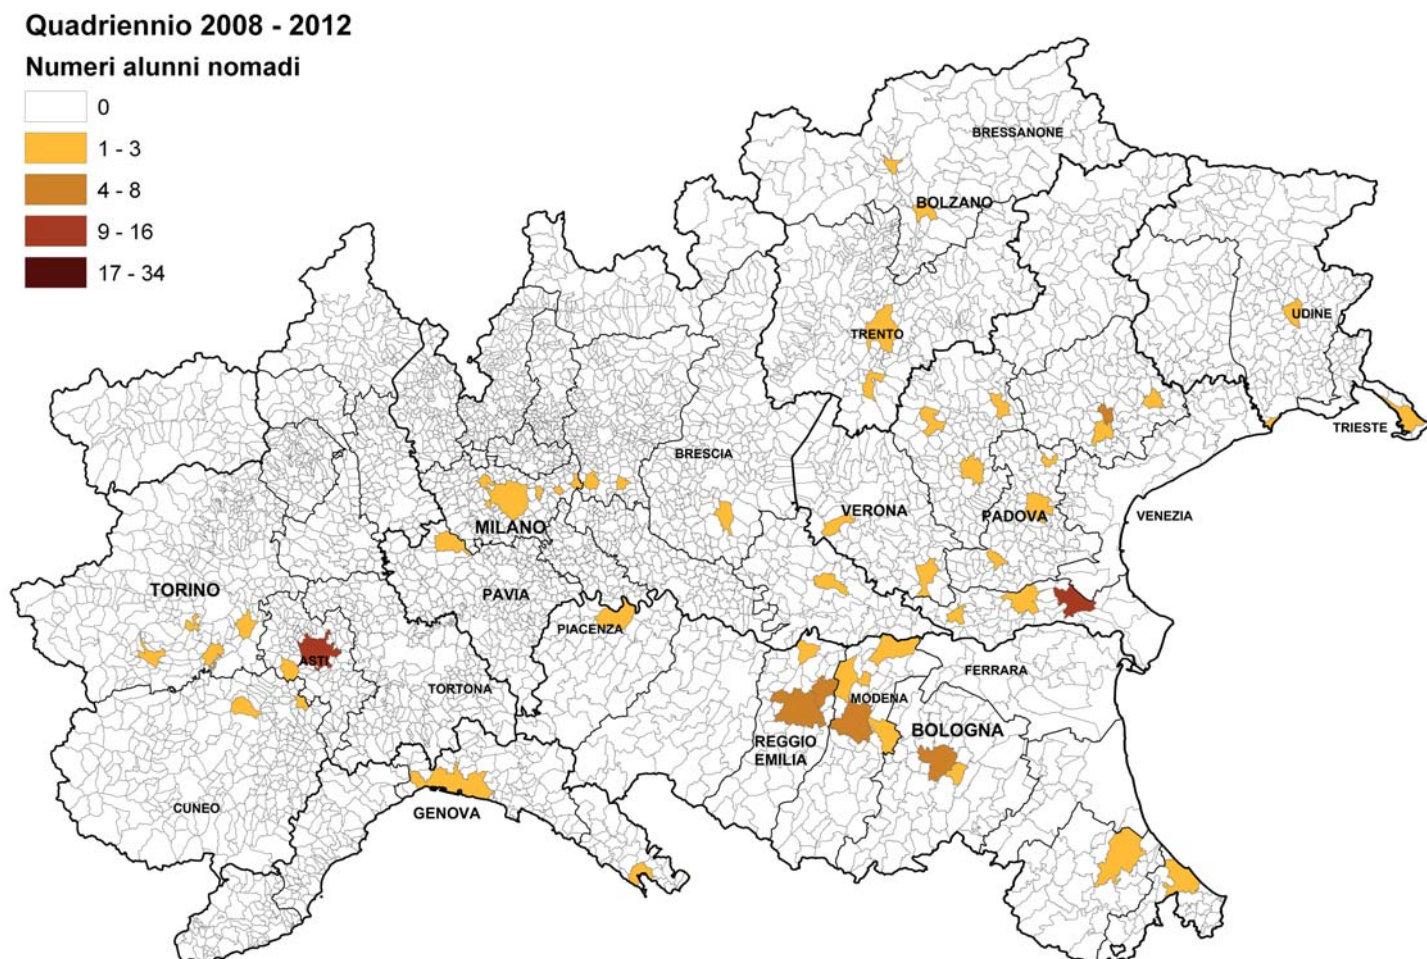 Quadriennio 2008 - 2012
Numeri alunni nomadi
0
1 - 3
4 - 8
9 - 16
17 - 34
BRESSANONE
BOLZANO
UDINE
TRENTO
TRIESTE
BRESCIA
VERONA
PADOVA
VENEZIA
MILANO
TORINO
PAVIA
PIACENZA
ASTI
TORTONA
FERRARA
MODENA
BOLOGNA
REGGIO
EMILIA
CUNEO
GENOVA